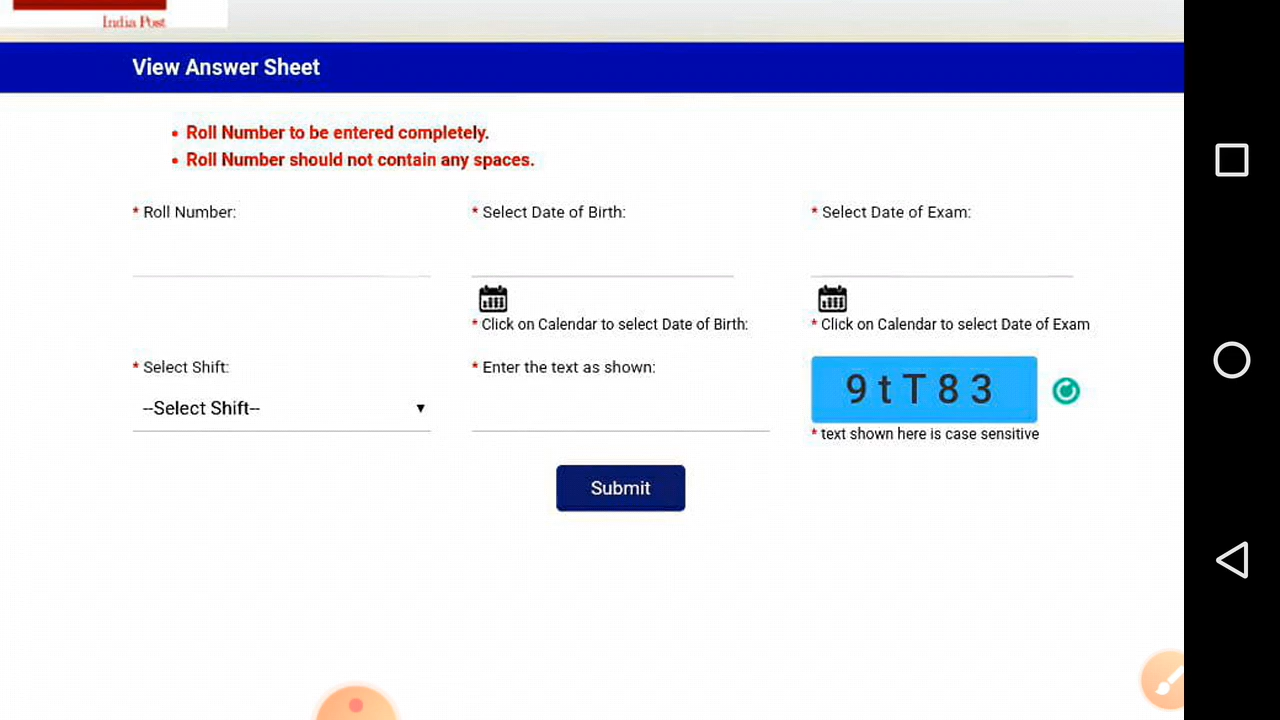 India Post
View Answer Sheet
• Roll Number to be entered completely.
• Roll Number should not contain any spaces.
* Roll Number:
* Select Date of Birth:
* Select Date of Exam:
* Click on Calendar to select Date of Birth:
* Click on Calendar to select Date of Exam
* Select Shift:
--Select Shift--
* Enter the text as shown:
9tT83
* text shown here is case sensitive
Submit